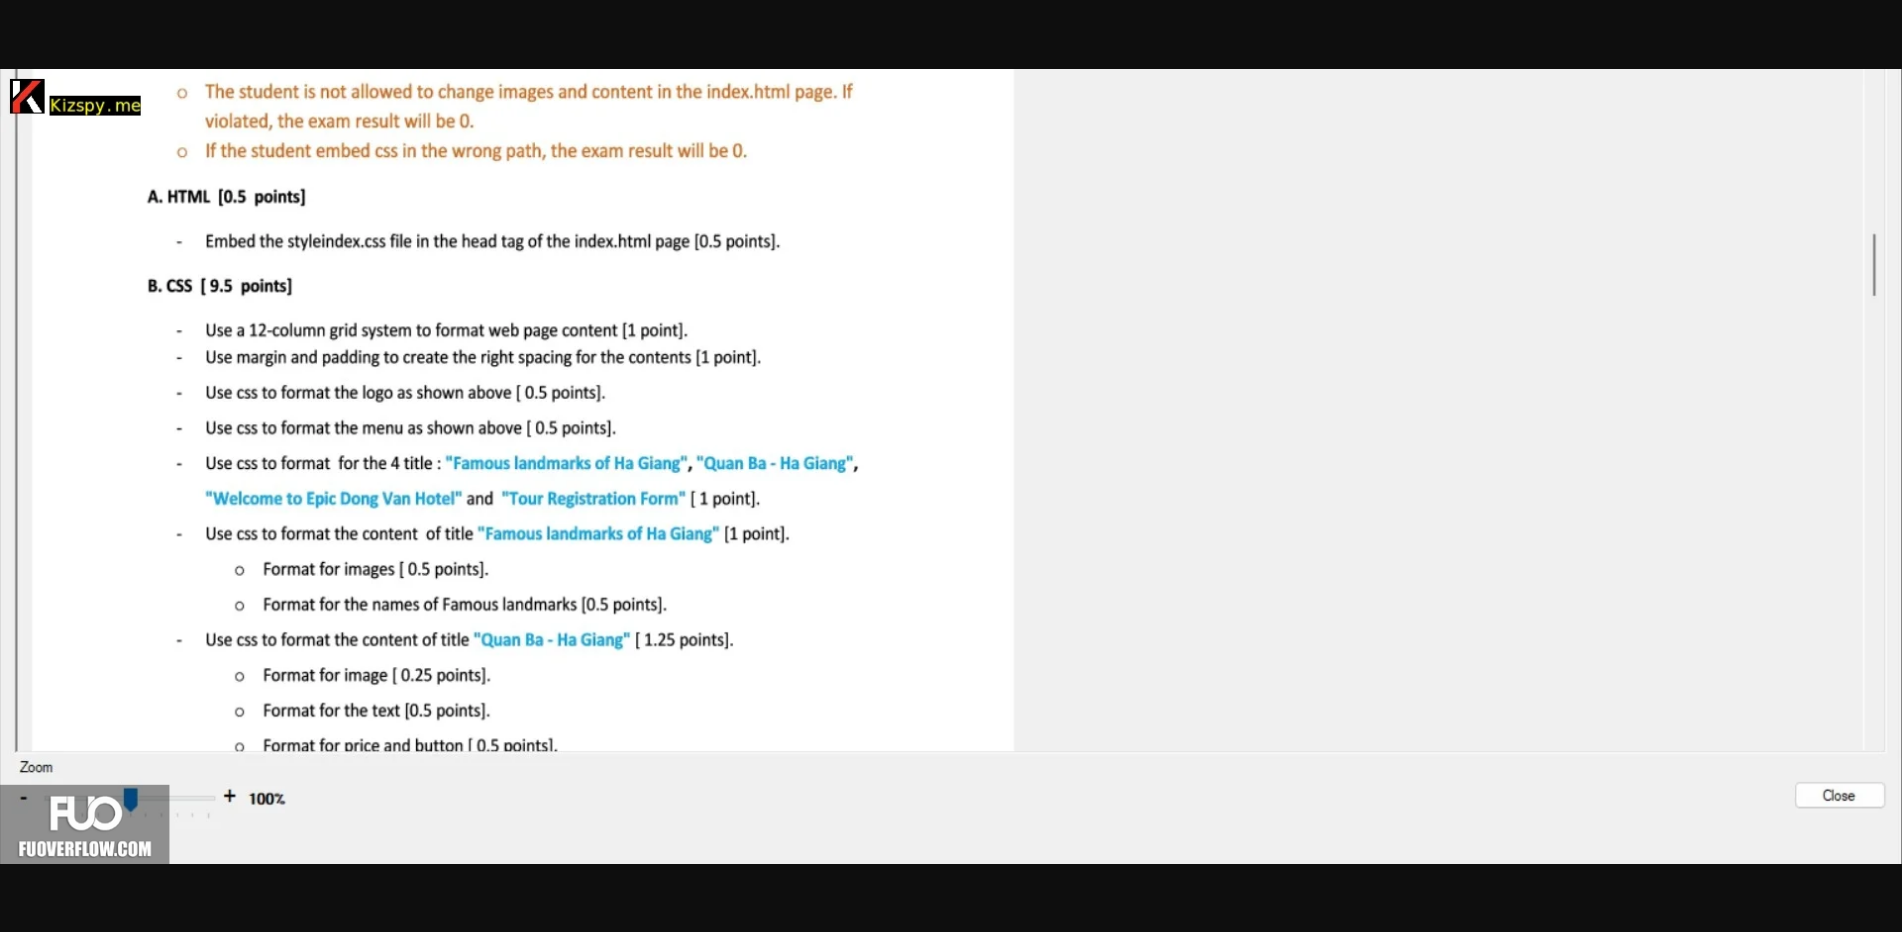 Kizspy.me
o The student is not allowed to change images and content in the index.html page. If
violated, the exam result will be 0.
o If the student embed css in the wrong path, the exam result will be 0.
A. HTML [0.5 points]
- Embed the styleindex.css file in the head tag of the index.html page [0.5 points].
B. CSS [ 9.5 points]
- Use a 12-column grid system to format web page content [1 point].
- Use margin and padding to create the right spacing for the contents [1 point].
- Use css to format the logo as shown above [ 0.5 points].
- Use css to format the menu as shown above [ 0.5 points].
- Use css to format for the 4 title : "Famous landmarks of Ha Giang", "Quan Ba - Ha Giang",
"Welcome to Epic Dong Van Hotel" and "Tour Registration Form" [ 1 point].
- Use css to format the content of title "Famous landmarks of Ha Giang" [1 point].
o Format for images [ 0.5 points].
o Format for the names of Famous landmarks [0.5 points].
- Use css to format the content of title "Quan Ba - Ha Giang" [ 1.25 points].
o Format for image [ 0.25 points].
o Format for the text [0.5 points].
o Format for price and button [ 0.5 points].
Zoom
- + 100%
Close
FUO
FUOVERFLOW.COM